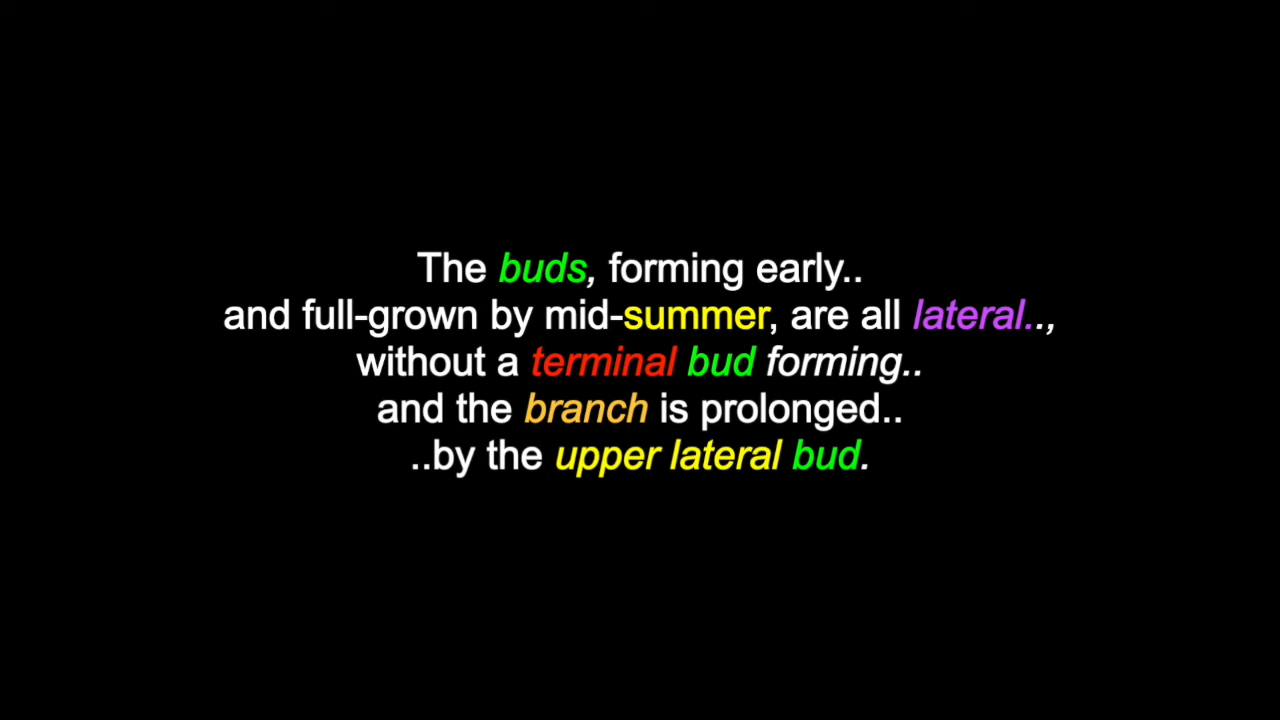 The buds, forming early..
and full-grown by mid-summer, are all lateral..,
without a terminal bud forming..
and the branch is prolonged..
..by the upper lateral bud.